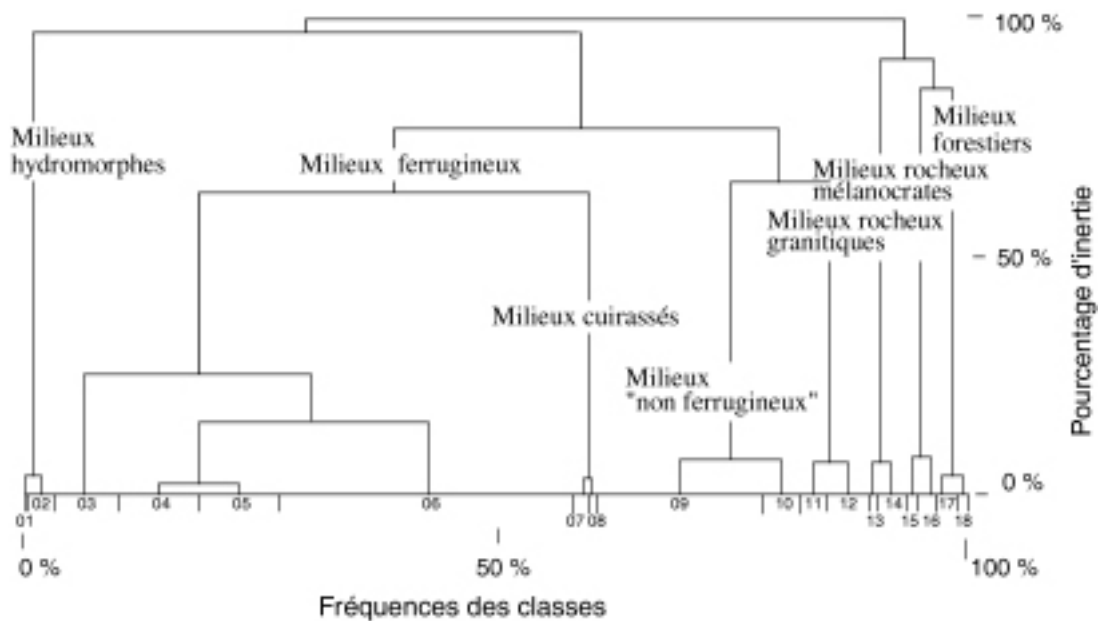 100 %
Milieux
hydromorphes
Milieux ferrugineux
Milieux
forestiers
Milieux rocheux
mélanocrates
Milieux rocheux
granitiques
50 %
Pourcentage d'inertie
Milieux cuirassés
Milieux
"non ferrugineux"
0 %
01 02 03 04 05 06 07 08 09 10 11 12 13 14 15 16 17 18
0 % 50 % 100 %
Fréquences des classes